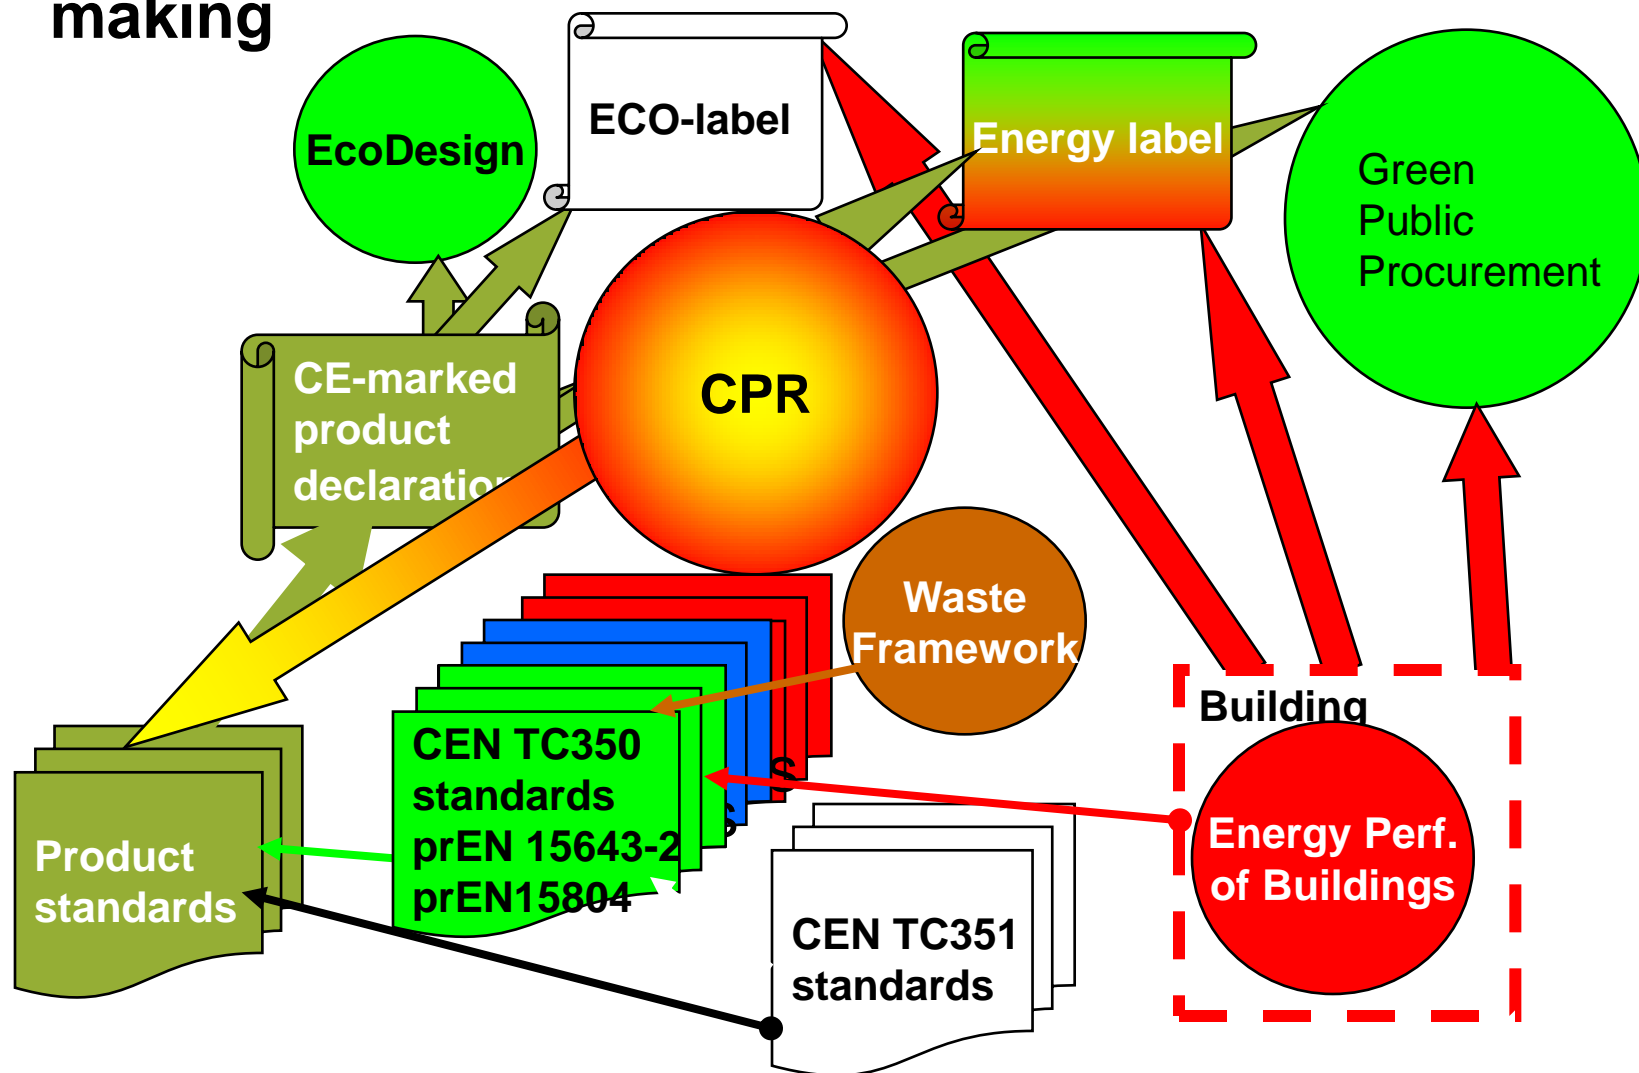 making
EcoDesign
ECO-label
Energy label
Green
Public
Procurement
CE-marked
product
declaration
CPR
Waste
Framework
Building
Energy Perf.
of Buildings
CEN TC350
standards
prEN 15643-2
prEN15804
s
s
Product
standards
CEN TC351
standards